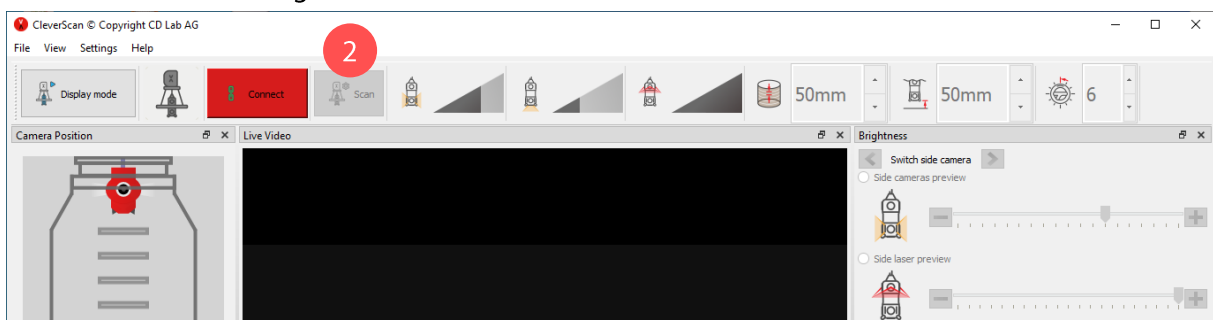 CleverScan © Copyright CD Lab AG
File View Settings Help
2
Display mode
Connect
Scan
50mm
50mm
6
Camera Position
Live Video
Brightness
Switch side camera
Side cameras preview
Side laser preview